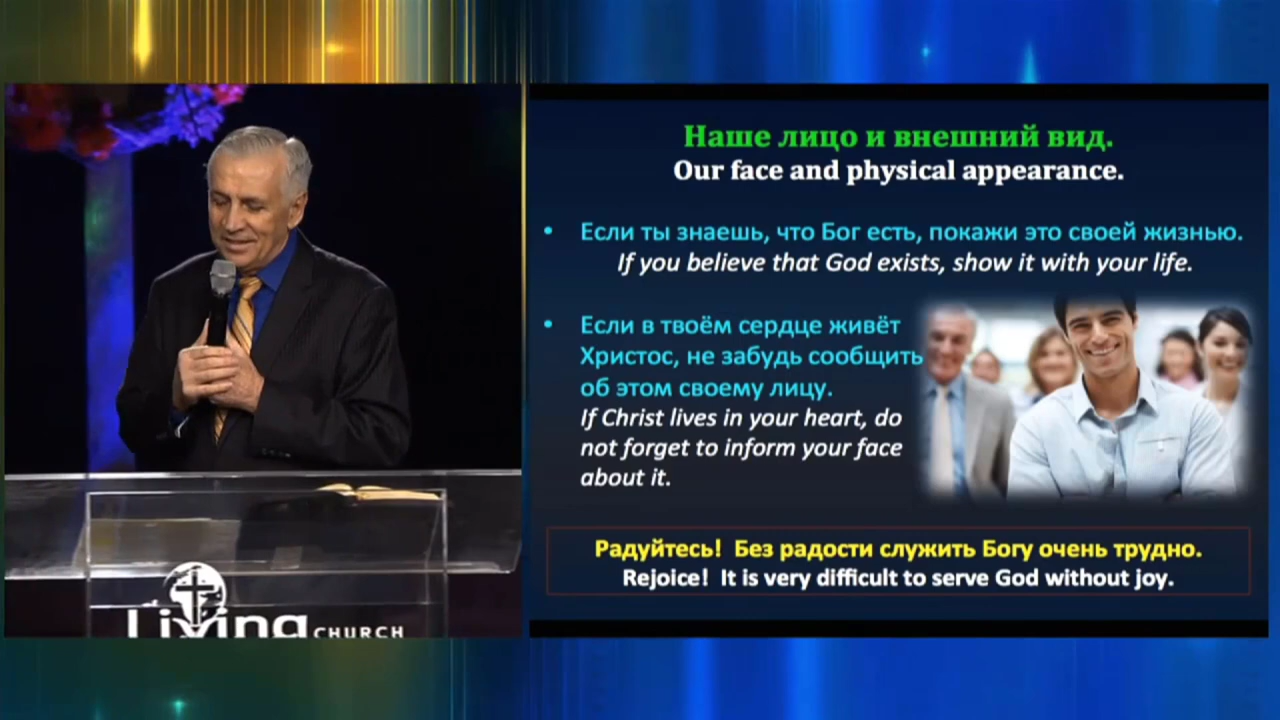 Наше лицо и внешний вид.
Our face and physical appearance.
• Если ты знаешь, что Бог есть, покажи это своей жизнью.
If you believe that God exists, show it with your life.
• Если в твоём сердце живёт
Христос, не забудь сообщить
об этом своему лицу.
If Christ lives in your heart, do
not forget to inform your face
about it.
Радуйтесь! Без радости служить Богу очень трудно.
Rejoice! It is very difficult to serve God without joy.
Living CHURCH